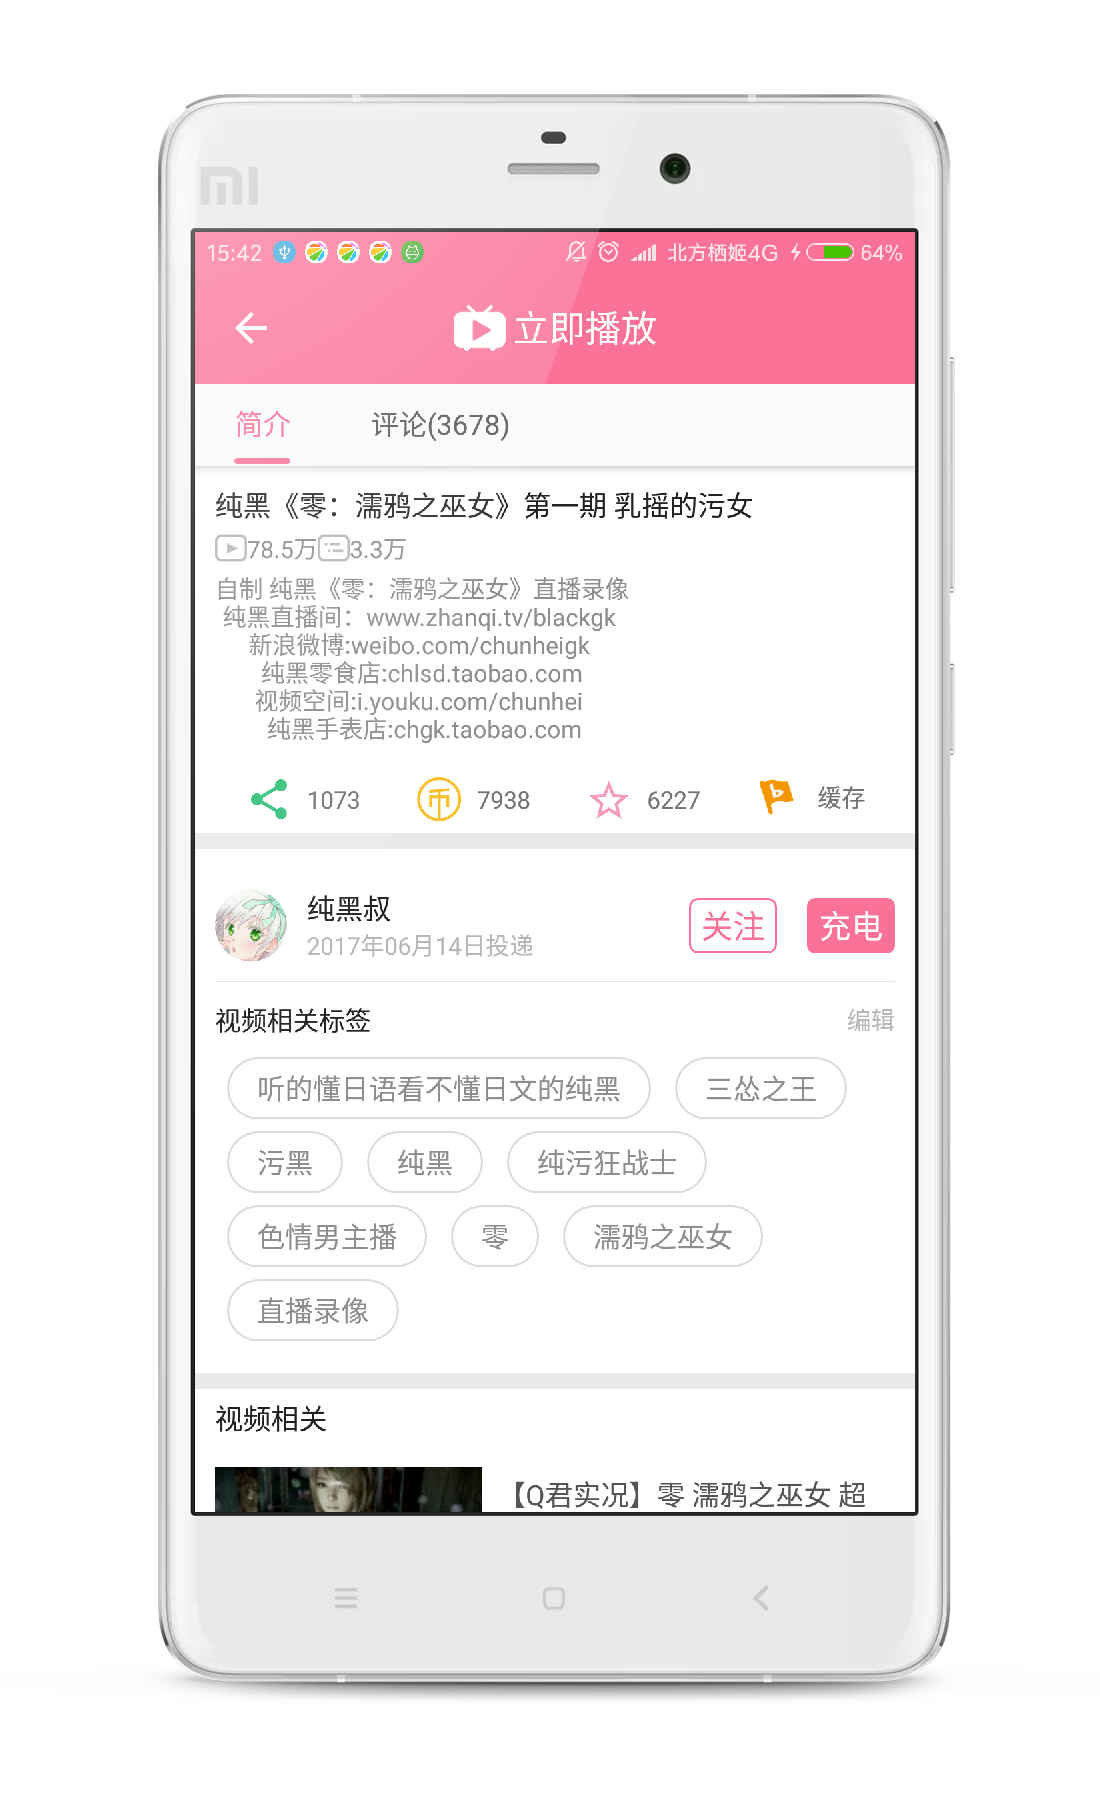 MI
15:42
北方栖姬4G
64%
立即播放
简介
评论(3678)
纯黑《零：濡鸦之巫女》第一期 乳摇的污女
78.5万
3.3万
自制 纯黑《零：濡鸦之巫女》直播录像
纯黑直播间：www.zhanqi.tv/blackgk
新浪微博:weibo.com/chunheigk
纯黑零食店:chlsd.taobao.com
视频空间:i.youku.com/chunhei
纯黑手表店:chgk.taobao.com
1073
币
7938
6227
缓存
纯黑叔
2017年06月14日投递
关注
充电
视频相关标签
编辑
听的懂日语看不懂日文的纯黑
三怂之王
污黑
纯黑
纯污狂战士
色情男主播
零
濡鸦之巫女
直播录像
视频相关
【Q君实况】零 濡鸦之巫女 超